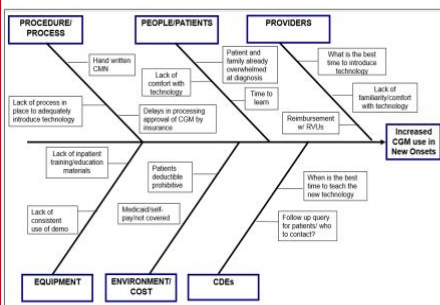 PROCEDURE/
PROCESS
PEOPLE/PATIENTS
PROVIDERS
Hand written
CMN
Lack of process in
place to adequately
introduce technology
Delays in processing
approval of CGM by
insurance
Lack of
comfort with
technology
Patient and
family already
overwhelmed
at diagnosis
Time to
learn
What is the best
time to introduce
technology
Lack of
familiarity/comfort
with technology
Reimbursement
w/ RVUs
Increased
CGM use in
New Onsets
Lack of inpatient
training/education
materials
Lack of
consistent
use of demo
Patients
deductible
prohibitive
Medicaid/self-
pay/not covered
When is the best
time to teach the
new technology
Follow up query
for patients/ who
to contact?
EQUIPMENT
ENVIRONMENT/
COST
CDEs